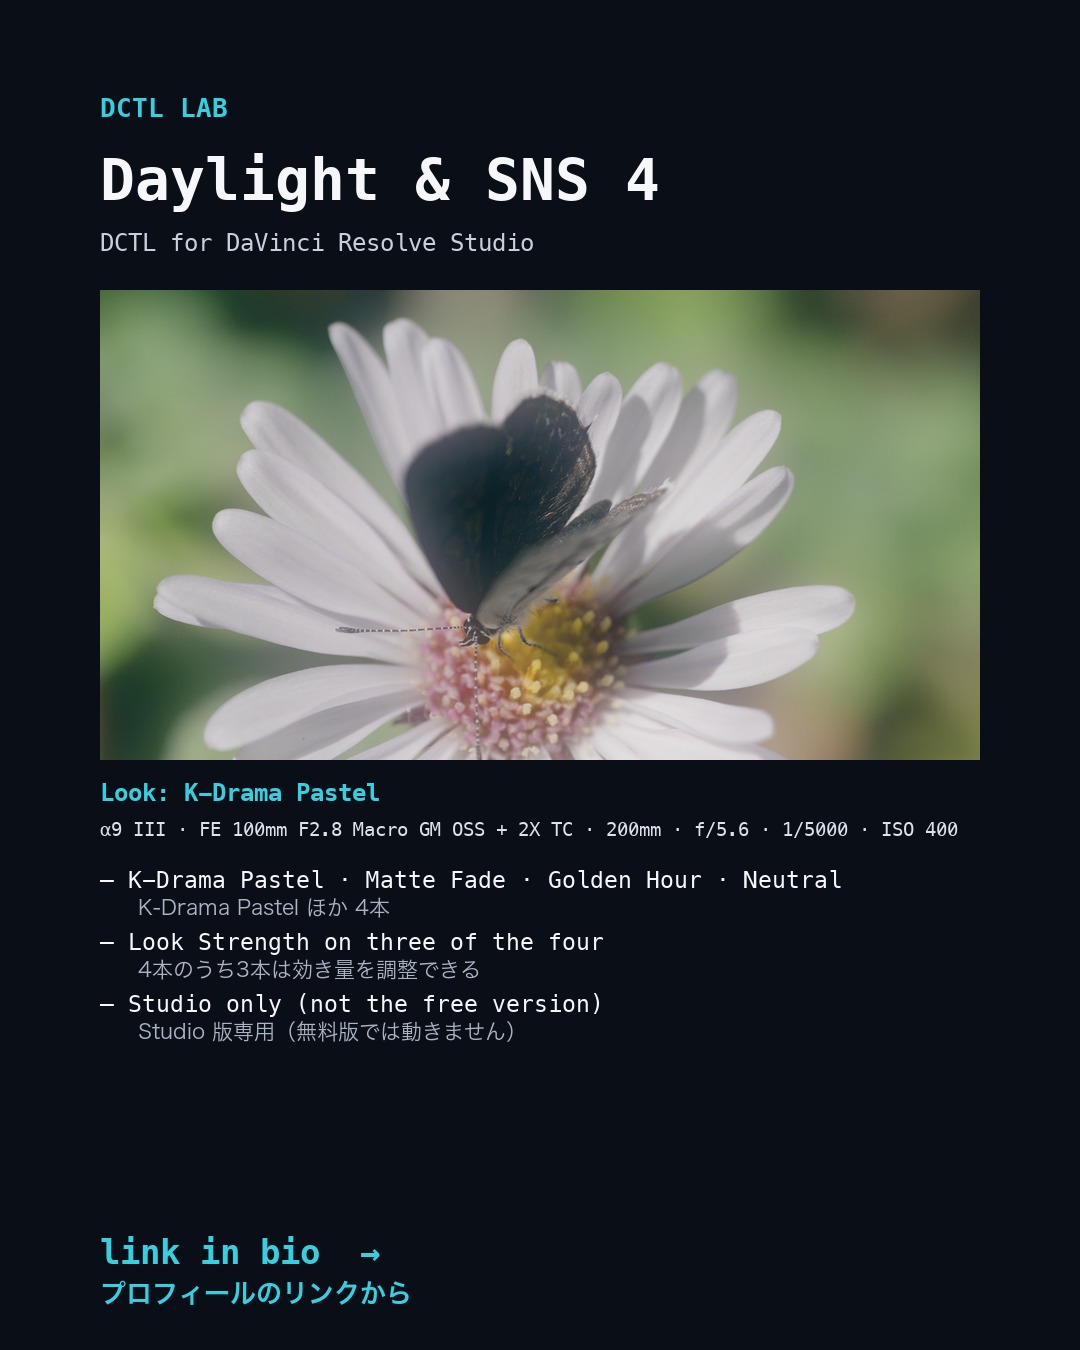 DCTL LAB
Daylight & SNS 4
DCTL for DaVinci Resolve Studio
Look: K–Drama Pastel
α9 III · FE 100mm F2.8 Macro GM OSS + 2X TC · 200mm · f/5.6 · 1/5000 · ISO 400
— K–Drama Pastel · Matte Fade · Golden Hour · Neutral
K-Drama Pastel ほか 4本
— Look Strength on three of the four
4本のうち3本は効き量を調整できる
— Studio only (not the free version)
Studio 版専用（無料版では動きません）
link in bio →
プロフィールのリンクから